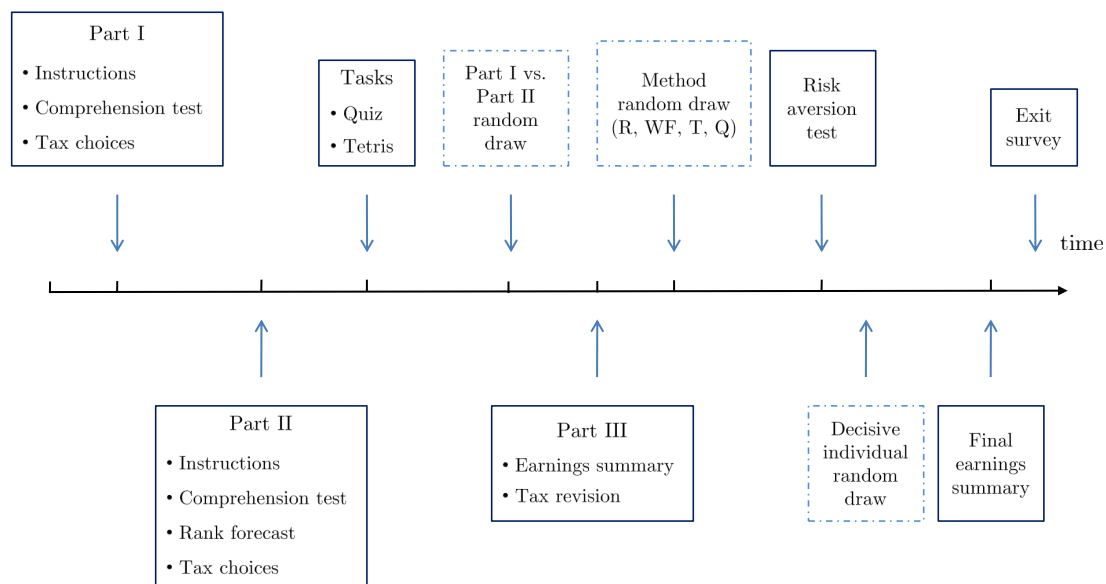 Part I
• Instructions
• Comprehension test
• Tax choices
Tasks
• Quiz
• Tetris
Part I vs.
Part II
random
draw
Method
random draw
(R, WF, T, Q)
Risk
aversion
test
Exit
survey
time
Part II
• Instructions
• Comprehension test
• Rank forecast
• Tax choices
Part III
• Earnings summary
• Tax revision
Decisive
individual
random
draw
Final
earnings
summary